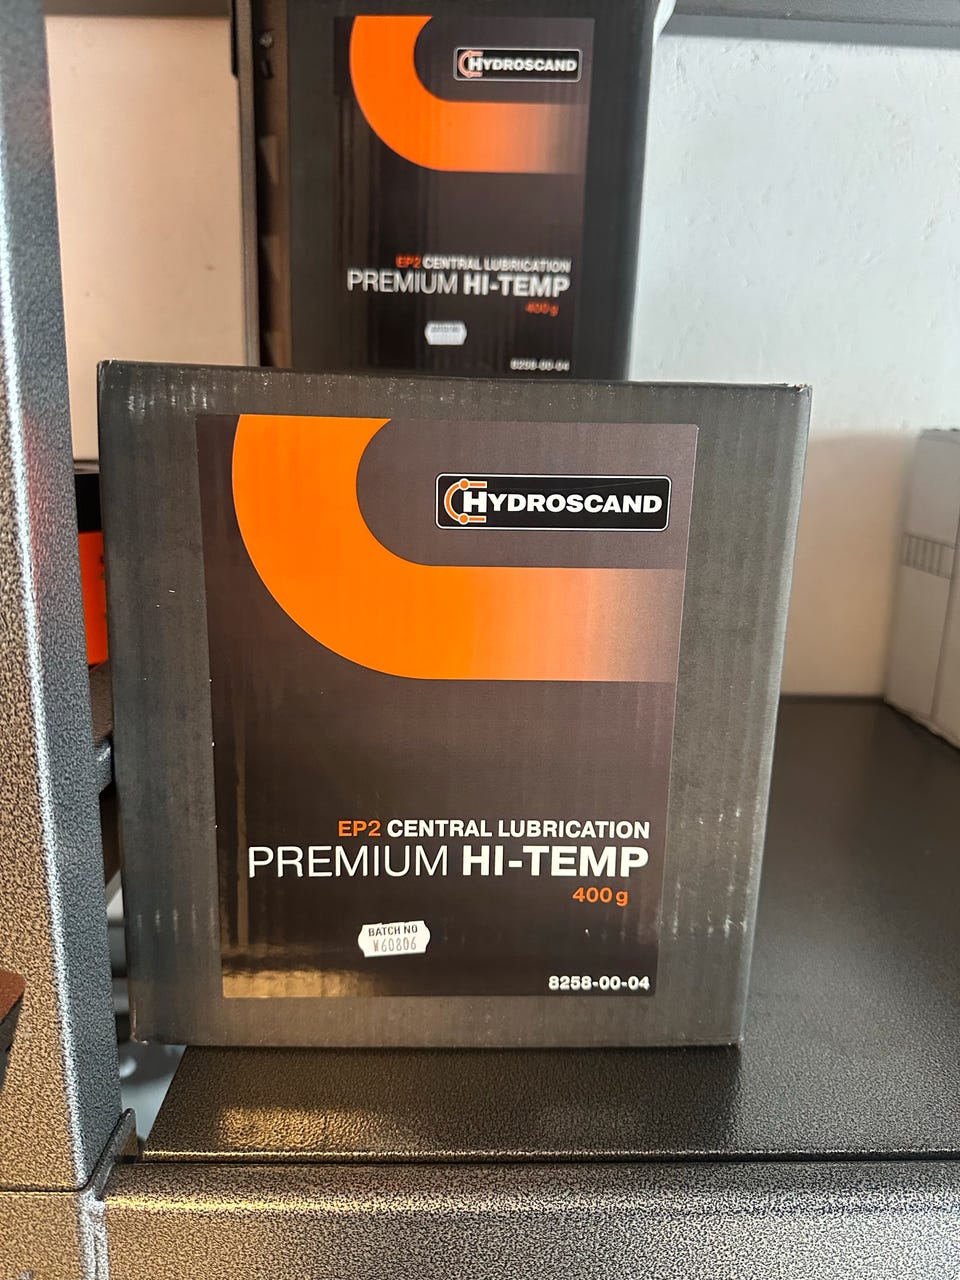 HYDROSCAND
EP2 CENTRAL LUBRICATION
PREMIUM HI-TEMP
400g
8258-00-04
HYDROSCAND
EP2 CENTRAL LUBRICATION
PREMIUM HI-TEMP
400g
BATCH NO
W60806
8258-00-04